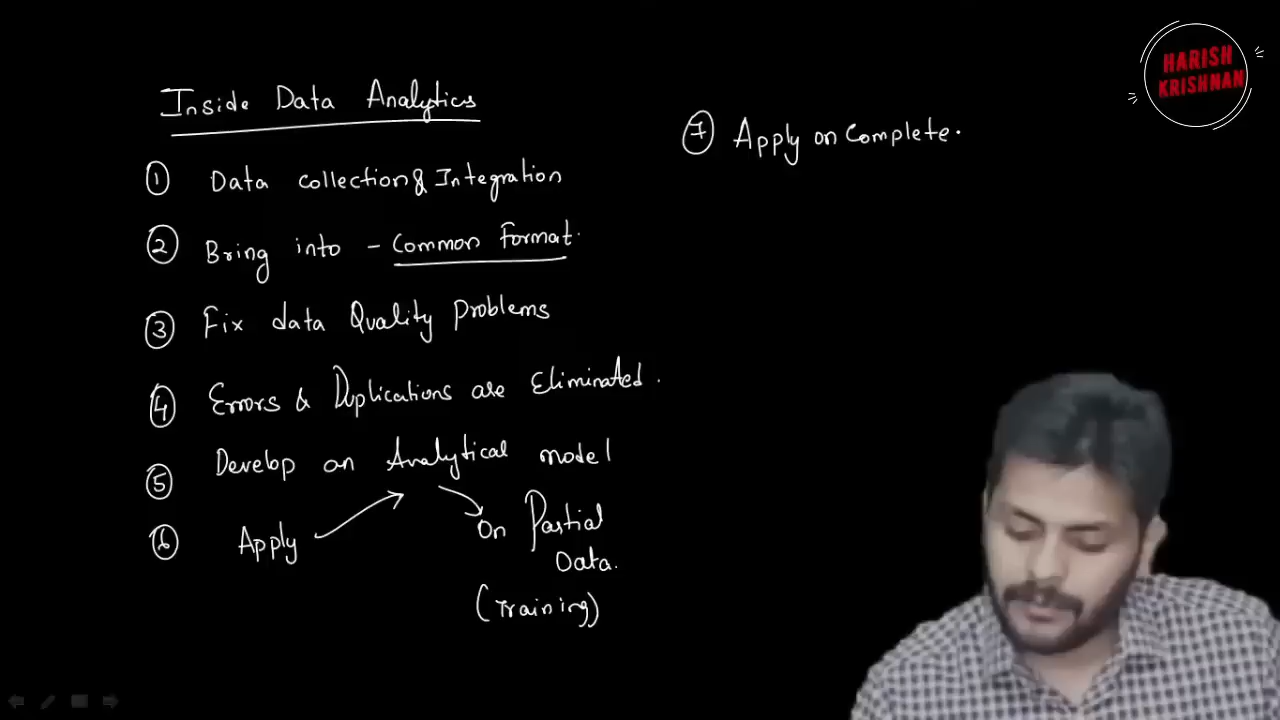 Inside Data Analytics
1 Data collection & Integration
2 Bring into - Common Format.
3 Fix data Quality Problems
4 Errors & Duplications are Eliminated.
5 Develop an Analytical model
6 Apply
On Partial
Data.
(Training)
7 Apply on Complete.
HARISH
KRISHNAN